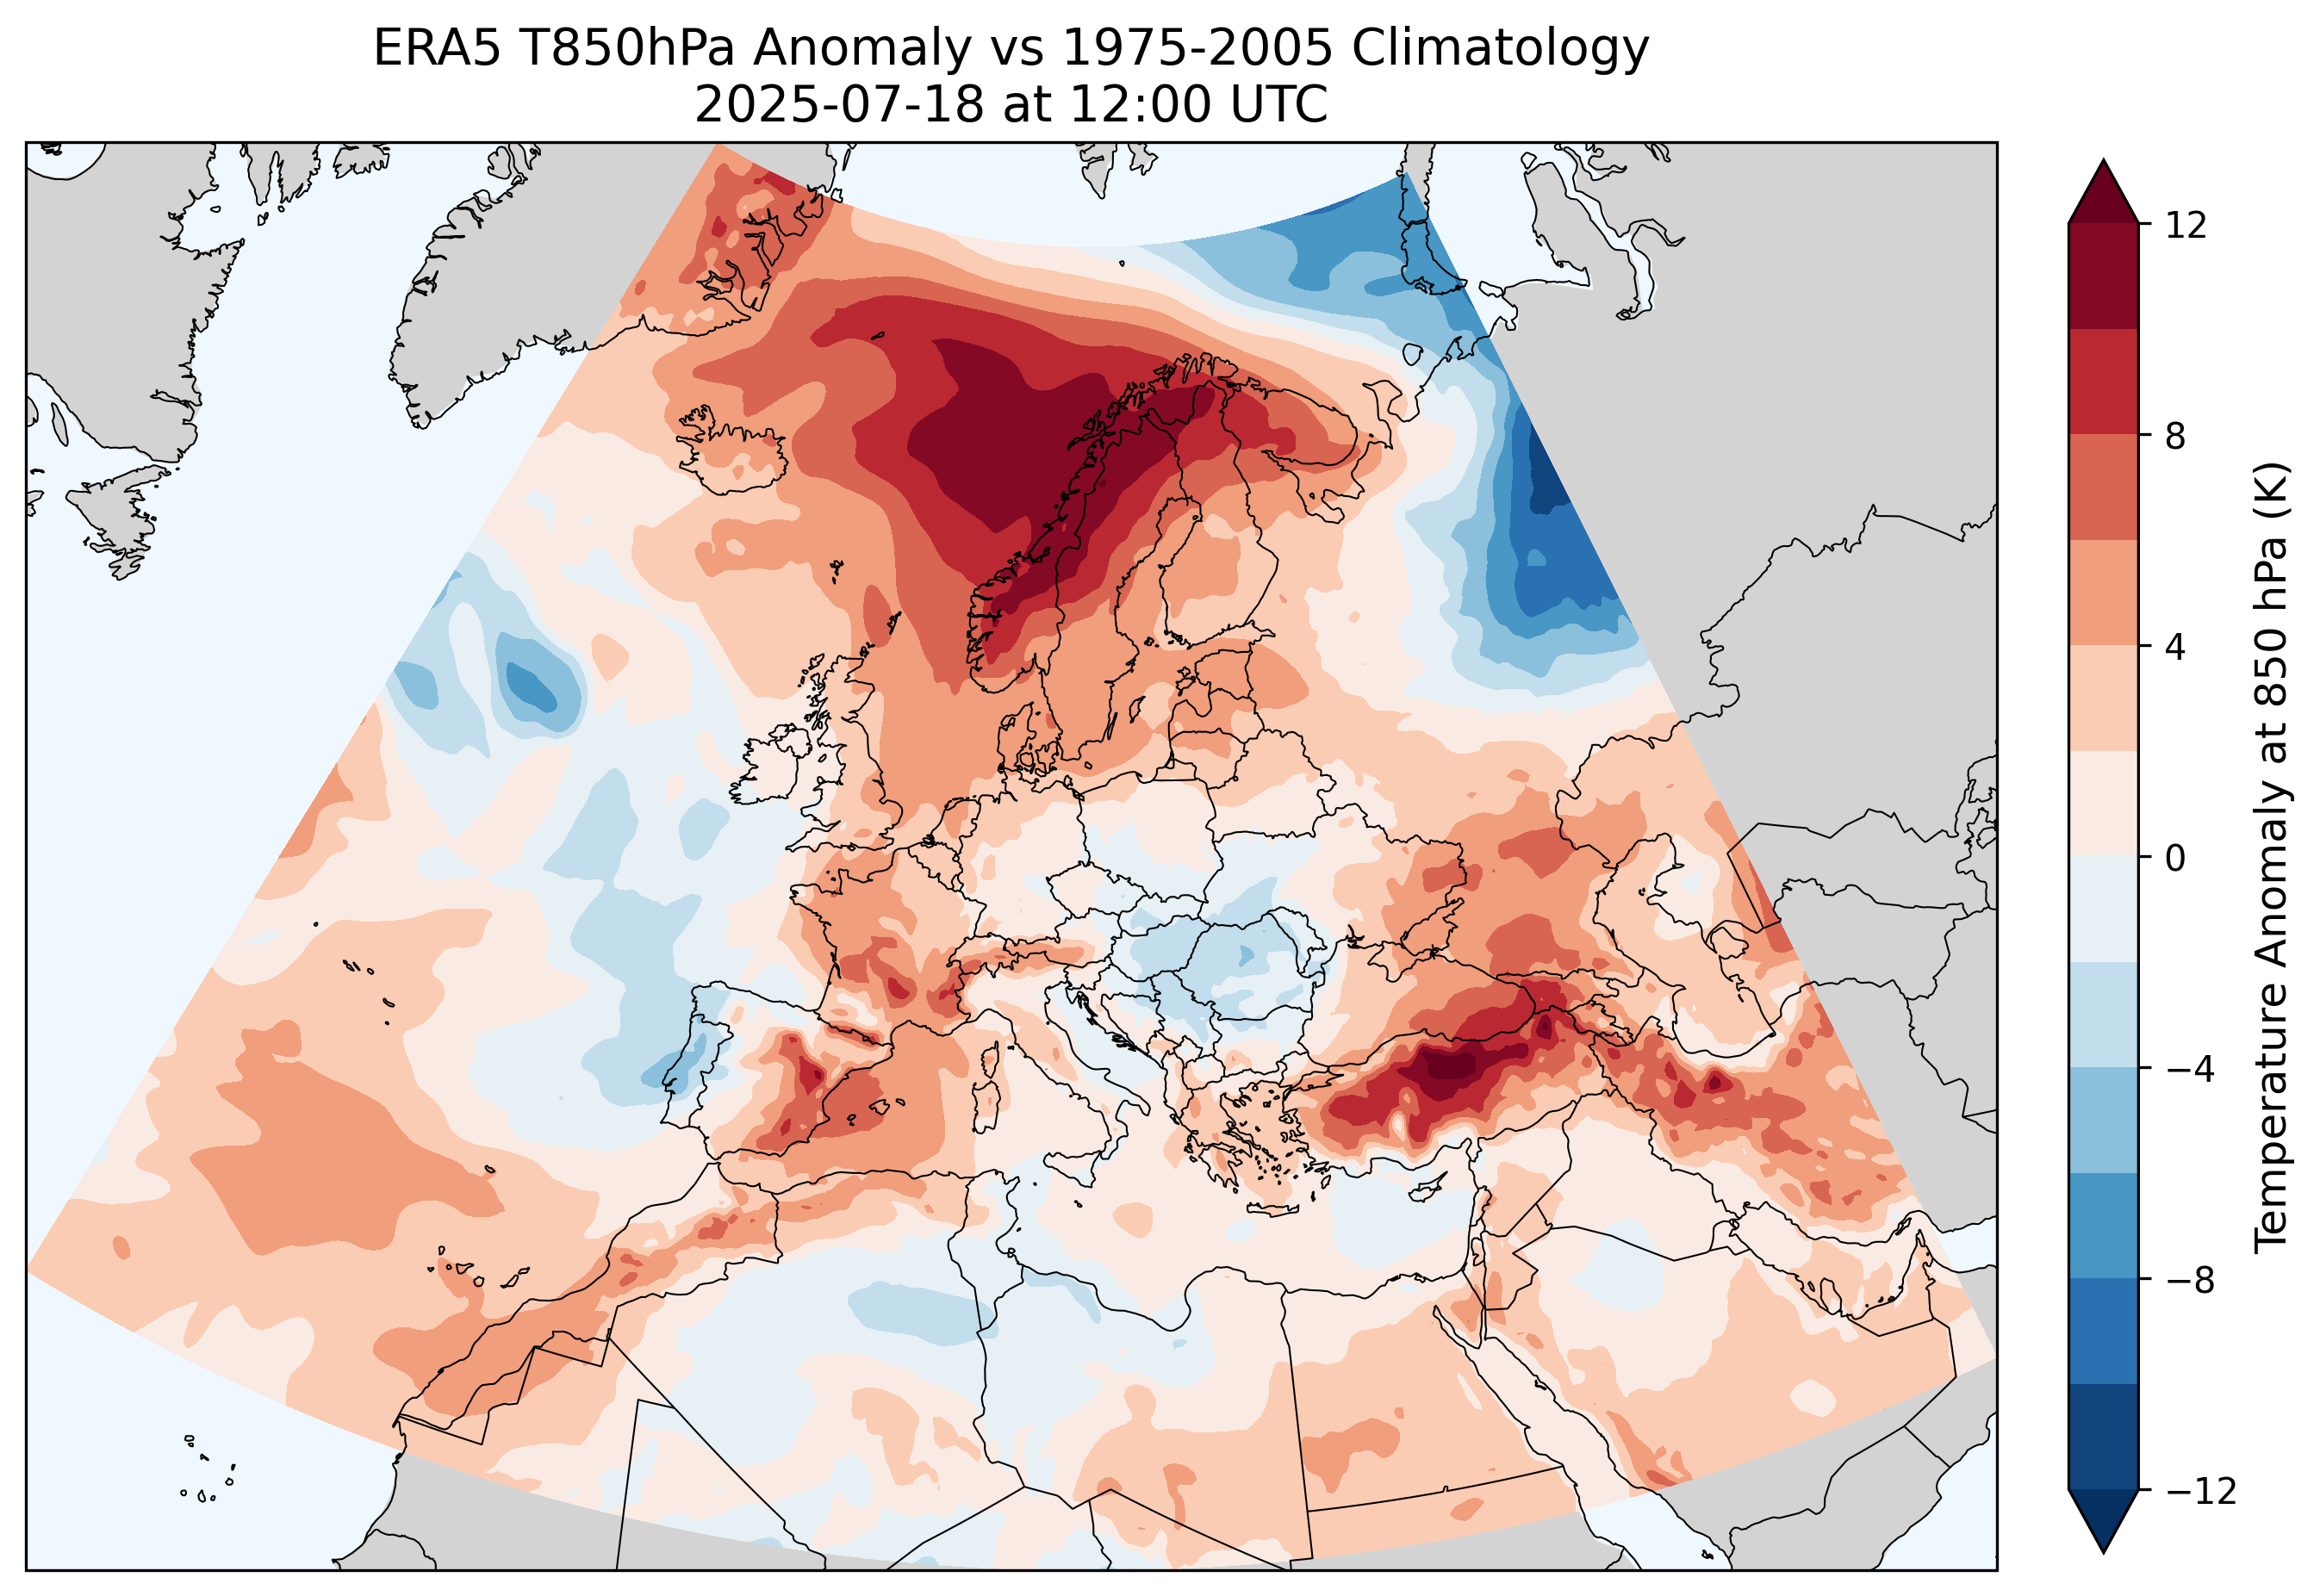 ERA5 T850hPa Anomaly vs 1975-2005 Climatology
2025-07-18 at 12:00 UTC
12
8
4
0
−4
−8
−12
Temperature Anomaly at 850 hPa (K)